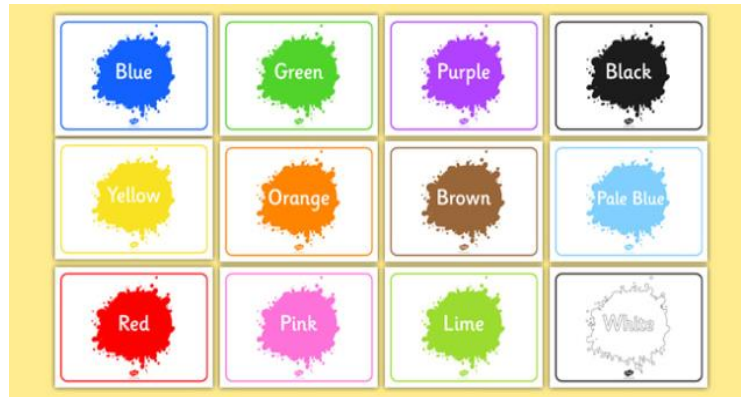 Blue
Green
Purple
Black
Yellow
Orange
Brown
Pale Blue
Red
Pink
Lime
White